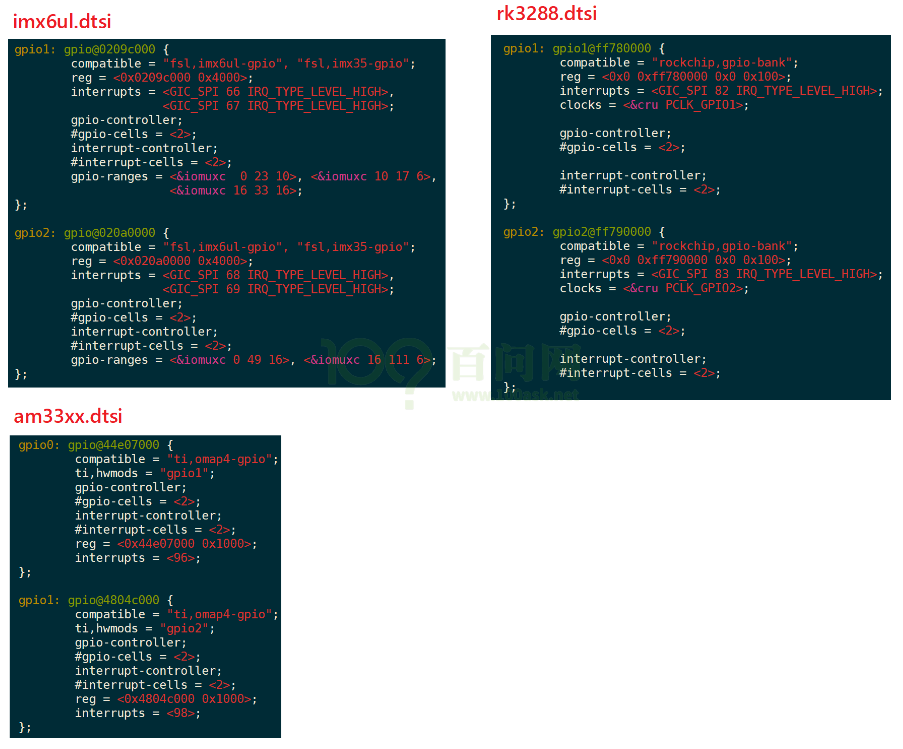 imx6ul.dtsi
gpio1: gpio@0209c000 {
compatible = "fsl,imx6ul-gpio", "fsl,imx35-gpio";
reg = <0x0209c000 0x4000>;
interrupts = <GIC_SPI 66 IRQ_TYPE_LEVEL_HIGH>,
<GIC_SPI 67 IRQ_TYPE_LEVEL_HIGH>;
gpio-controller;
#gpio-cells = <2>;
interrupt-controller;
#interrupt-cells = <2>;
gpio-ranges = <&iomuxc  0 23 10>, <&iomuxc 10 17 6>,
<&iomuxc 16 33 16>;
};
gpio2: gpio@020a0000 {
compatible = "fsl,imx6ul-gpio", "fsl,imx35-gpio";
reg = <0x020a0000 0x4000>;
interrupts = <GIC_SPI 68 IRQ_TYPE_LEVEL_HIGH>,
<GIC_SPI 69 IRQ_TYPE_LEVEL_HIGH>;
gpio-controller;
#gpio-cells = <2>;
interrupt-controller;
#interrupt-cells = <2>;
gpio-ranges = <&iomuxc 0 49 16>, <&iomuxc 16 111 6>;
};
rk3288.dtsi
gpio1: gpio1@ff780000 {
compatible = "rockchip,gpio-bank";
reg = <0x0 0xff780000 0x0 0x100>;
interrupts = <GIC_SPI 82 IRQ_TYPE_LEVEL_HIGH>;
clocks = <&cru PCLK_GPIO1>;
gpio-controller;
#gpio-cells = <2>;
interrupt-controller;
#interrupt-cells = <2>;
};
gpio2: gpio2@ff790000 {
compatible = "rockchip,gpio-bank";
reg = <0x0 0xff790000 0x0 0x100>;
interrupts = <GIC_SPI 83 IRQ_TYPE_LEVEL_HIGH>;
clocks = <&cru PCLK_GPIO2>;
gpio-controller;
#gpio-cells = <2>;
interrupt-controller;
#interrupt-cells = <2>;
};
百问网
am33xx.dtsi
gpio0: gpio@44e07000 {
compatible = "ti,omap4-gpio";
ti,hwmods = "gpio1";
gpio-controller;
#gpio-cells = <2>;
interrupt-controller;
#interrupt-cells = <2>;
reg = <0x44e07000 0x1000>;
interrupts = <96>;
};
gpio1: gpio@4804c000 {
compatible = "ti,omap4-gpio";
ti,hwmods = "gpio2";
gpio-controller;
#gpio-cells = <2>;
interrupt-controller;
#interrupt-cells = <2>;
reg = <0x4804c000 0x1000>;
interrupts = <98>;
};